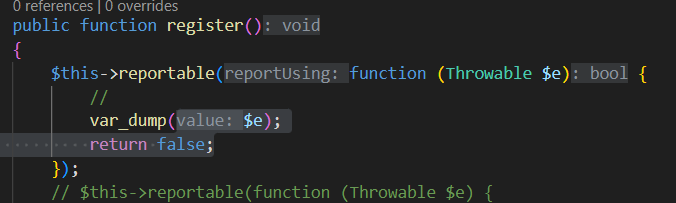 0 references | 0 overrides
public function register(): void
{
$this->reportable(reportUsing: function (Throwable $e): bool {
//
var_dump(value: $e);
return false;
});
// $this->reportable(function (Throwable $e) {